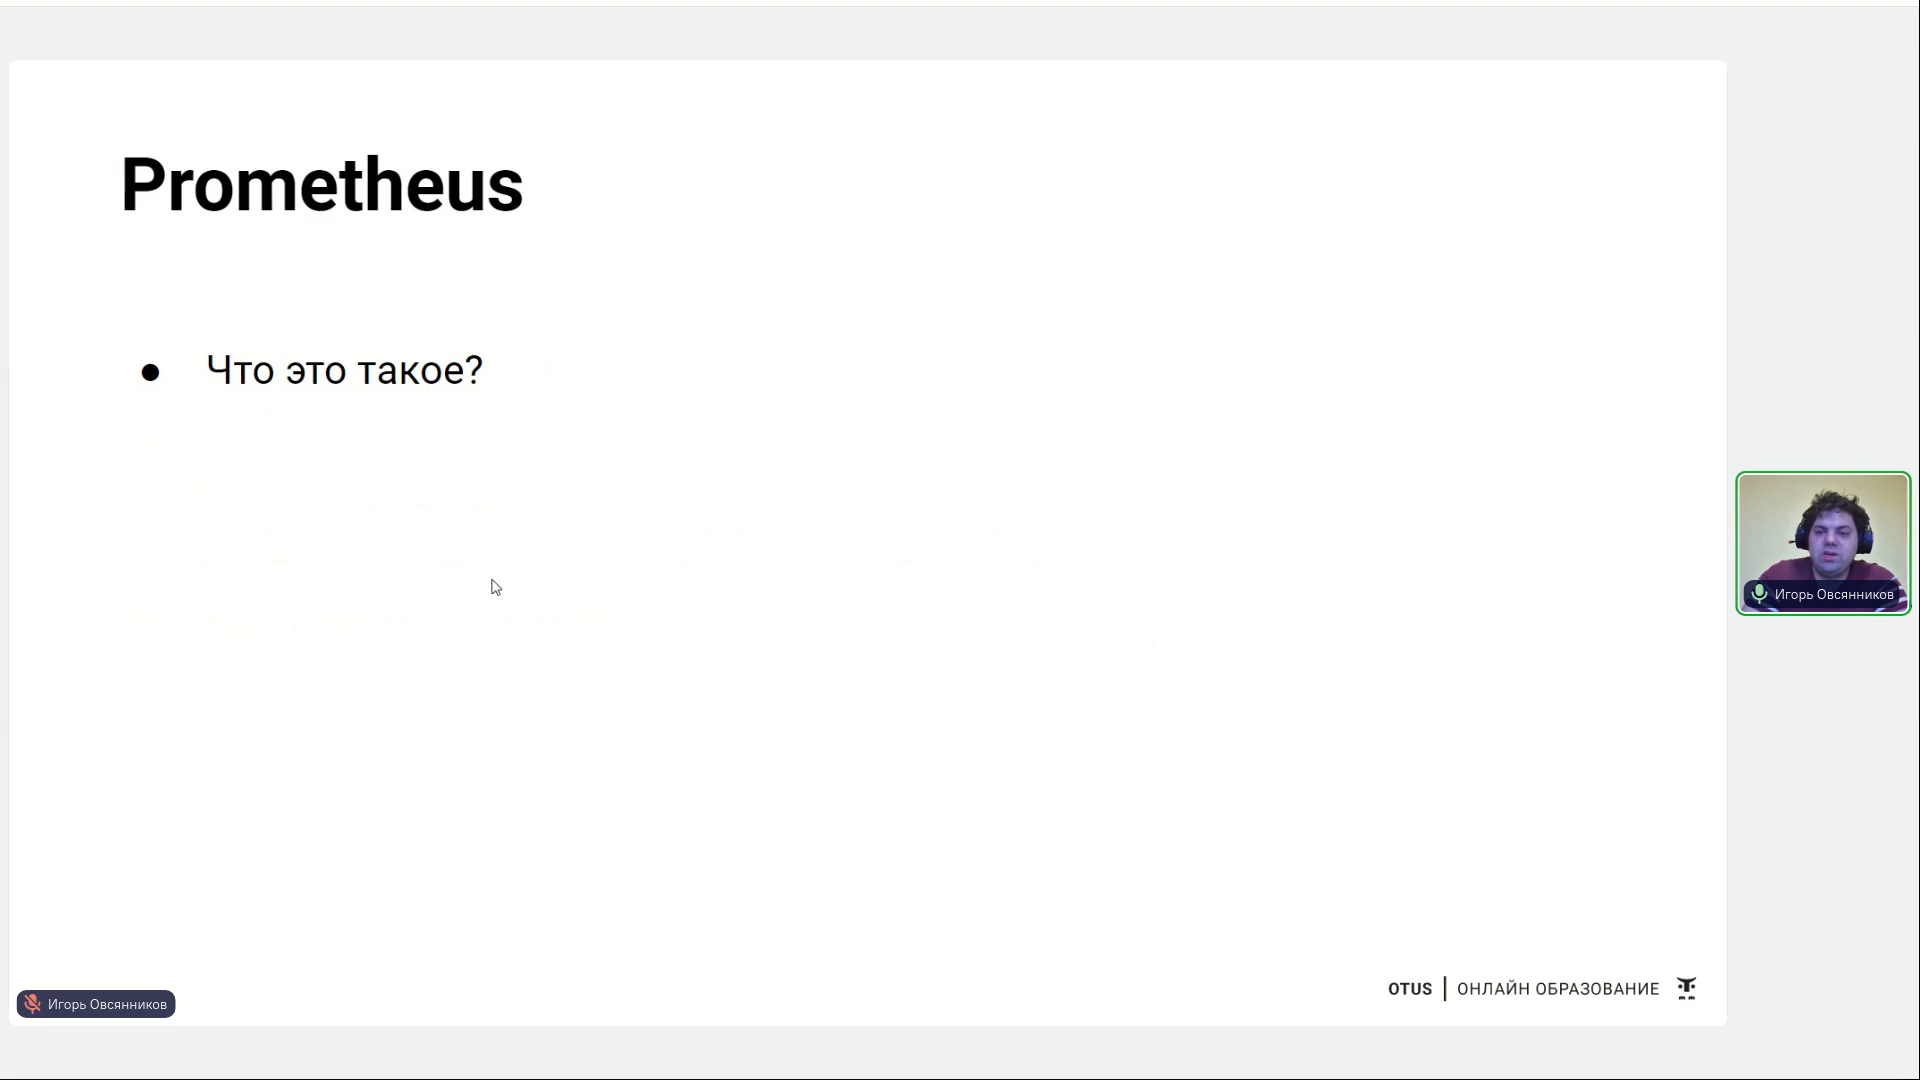 Prometheus
● Что это такое?
Игорь Овсянников
OTUS | ОНЛАЙН ОБРАЗОВАНИЕ
Игорь Овсянников